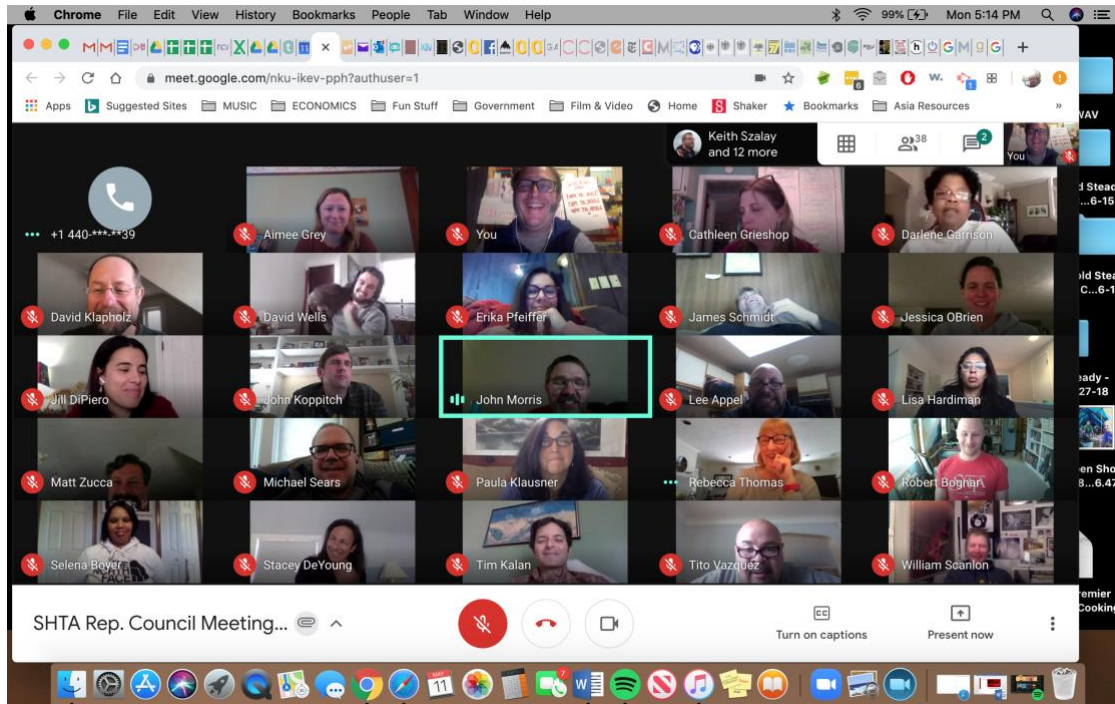 Chrome File Edit View History Bookmarks People Tab Window Help 99% Mon 5:14 PM
meet.google.com/nku-ikev-pph?authuser=1
Apps Suggested Sites MUSIC ECONOMICS Fun Stuff Government Film & Video Home Shaker Bookmarks Asia Resources »
Keith Szalay
and 12 more
38
2
You
+1 440-***-**39 Aimee Grey You Cathleen Grieshop Darlene Garrison
David Klapholz David Wells Erika Pfeiffer James Schmidt Jessica OBrien
Jill DiPiero John Koppitch John Morris Lee Appel Lisa Hardiman
Matt Zucca Michael Sears Paula Klausner Rebecca Thomas Robert Bognar
Selena Boyer Stacey DeYoung Tim Kalan Tito Vazquez William Scanlon
SHTA Rep. Council Meeting...
Turn on captions Present now
MAY
11
7